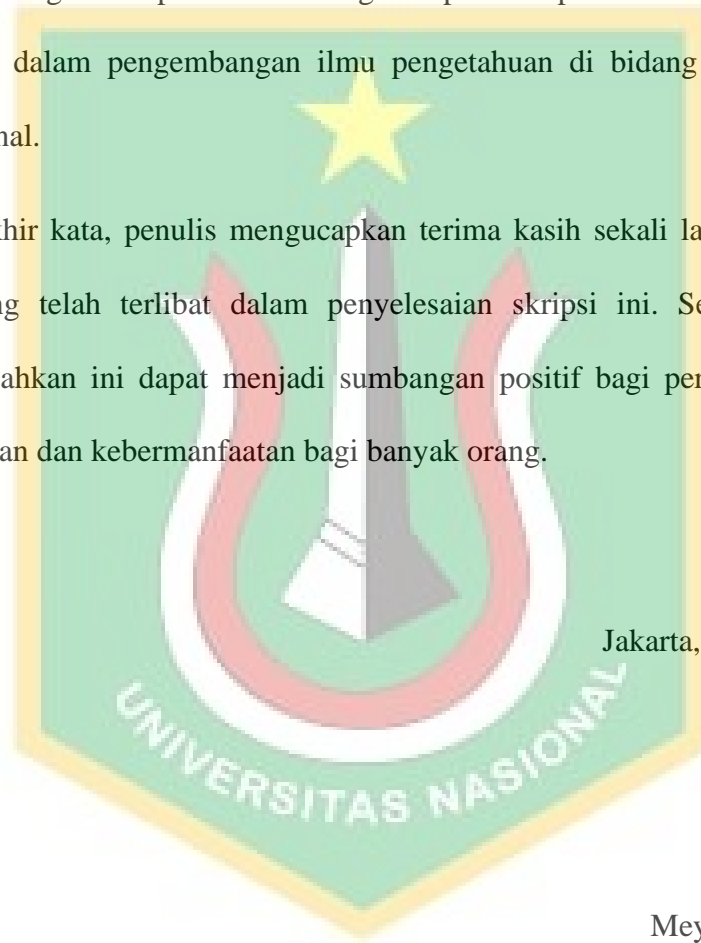 dalam pengembangan ilmu pengetahuan di bidang
nal.
hir kata, penulis mengucapkan terima kasih sekali la
ng telah terlibat dalam penyelesaian skripsi ini. Se
ahkan ini dapat menjadi sumbangan positif bagi per
an dan kebermanfaatan bagi banyak orang.
Jakarta,
UNIVERSITAS NASIONAL
Mey